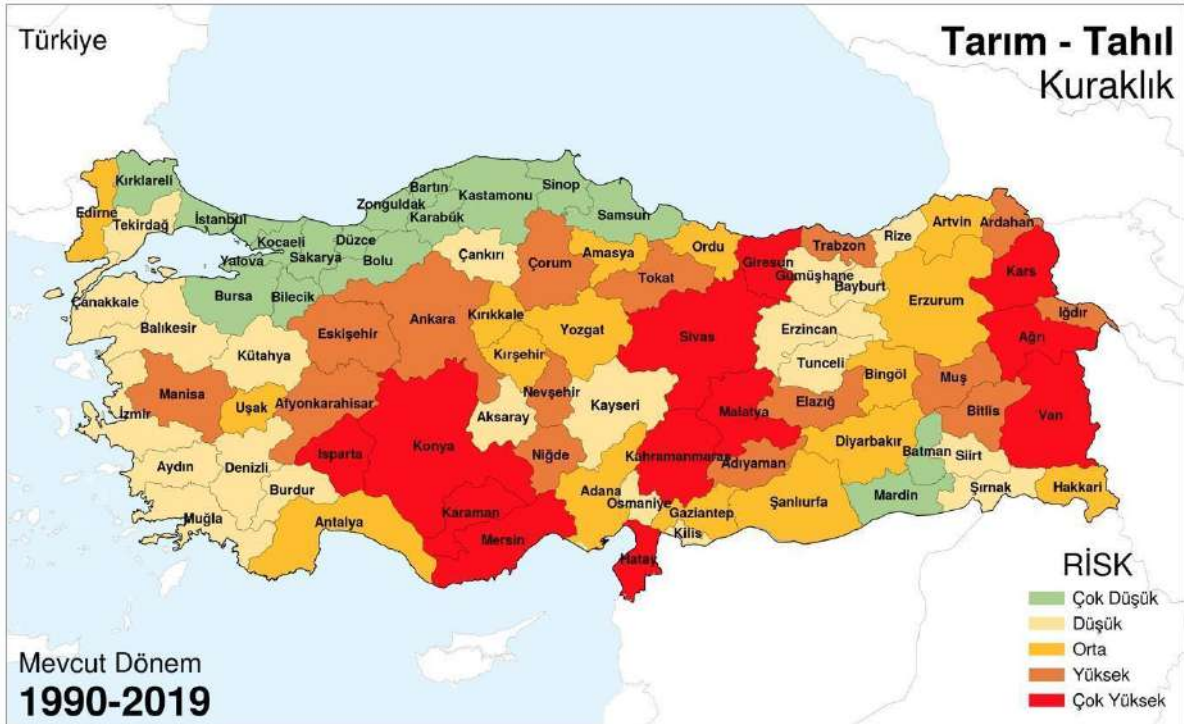 Türkiye
Tarım - Tahıl
Kuraklık
Kırklareli
Edirne
Tekirdağ
İstanbul
Kocaeli
Yalova
Sakarya
Düzce
Bolu
Zonguldak
Bartın
Karabük
Kastamonu
Sinop
Samsun
Çankırı
Çorum
Amasya
Ordu
Tokat
Giresun
Trabzon
Gümüşhane
Rize
Bayburt
Artvin
Ardahan
Kars
Erzurum
Iğdır
Ağrı
Çanakkale
Balıkesir
Bursa
Bilecik
Kütahya
Eskişehir
Ankara
Kırıkkale
Kırşehir
Yozgat
Sivas
Erzincan
Tunceli
Bingöl
Muş
Bitlis
Van
Manisa
İzmir
Uşak
Afyonkarahisar
Konya
Aksaray
Nevşehir
Kayseri
Malatya
Elazığ
Diyarbakır
Batman
Siirt
Şırnak
Hakkari
Aydın
Denizli
Isparta
Burdur
Muğla
Antalya
Karaman
Mersin
Niğde
Adana
Kahramanmaraş
Osmaniye
Adıyaman
Gaziantep
Kilis
Hatay
Şanlıurfa
Mardin
RİSK
Çok Düşük
Düşük
Orta
Yüksek
Çok Yüksek
Mevcut Dönem
1990-2019